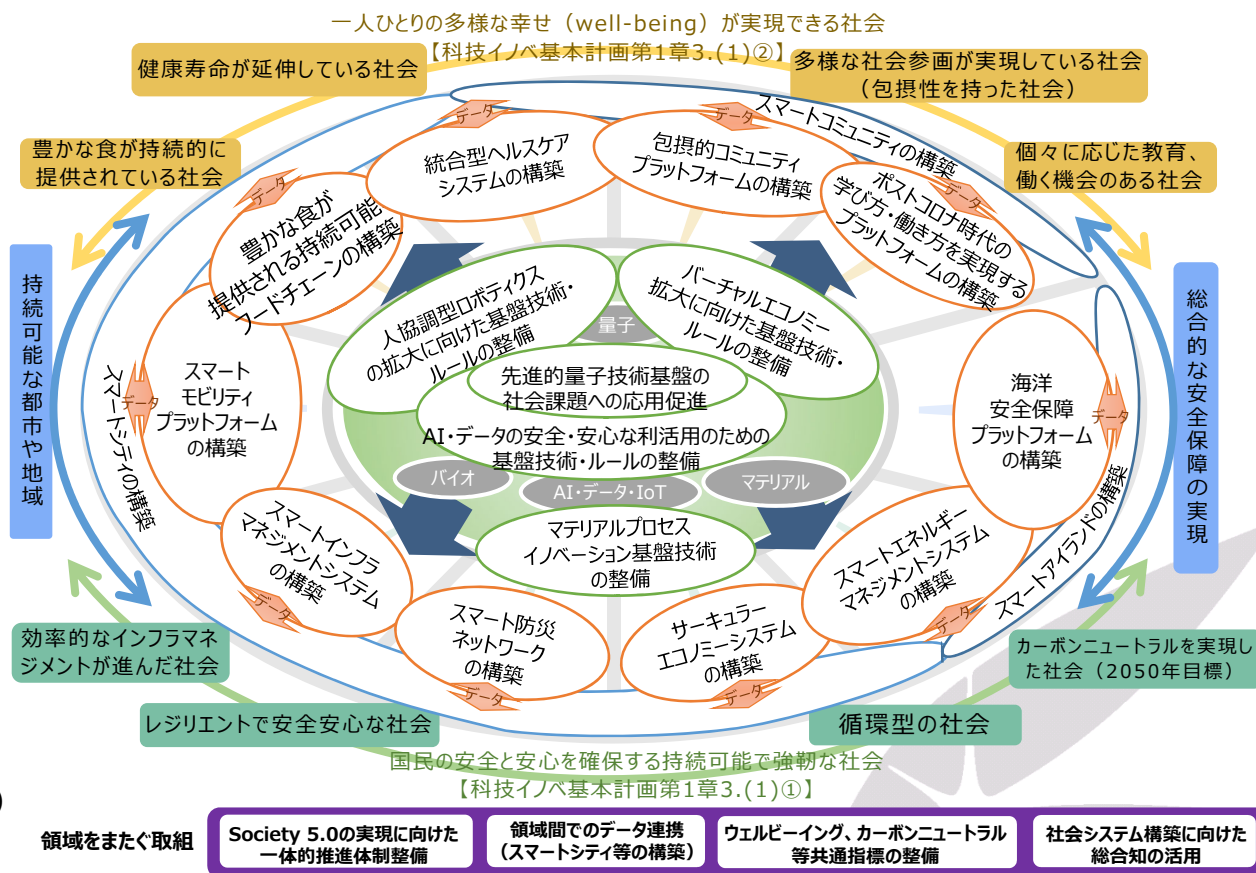 一人ひとりの多様な幸せ（well-being）が実現できる社会
【科技イノベ基本計画第1章3.(1)②】
健康寿命が延伸している社会
多様な社会参画が実現している社会
（包摂性を持った社会）
豊かな食が持続的に
提供されている社会
個々に応じた教育、
働く機会のある社会
スマートコミュニティの構築
データ
統合型ヘルスケア
システムの構築
データ
包摂的コミュニティ
プラットフォームの構築
データ
豊かな食が
提供される持続可能
フードチェーンの構築
データ
ポストコロナ時代の
学び方・働き方を実現する
プラットフォームの構築
持続可能な都市や地域
総合的な安全保障の実現
人協調型ロボティクス
の拡大に向けた基盤技術・
ルールの整備
量子
バーチャルエコノミー
拡大に向けた基盤技術・
ルールの整備
先進的量子技術基盤の
社会課題への応用促進
AI・データの安全・安心な利活用のための
基盤技術・ルールの整備
バイオ
AI・データ・IoT
マテリアル
マテリアルプロセス
イノベーション基盤技術
の整備
スマートシティの構築
データ
スマート
モビリティ
プラットフォーム
の構築
海洋
安全保障
プラットフォーム
の構築
データ
スマートアイランドの構築
スマートインフラ
マネジメントシステム
の構築
データ
スマート防災
ネットワーク
の構築
データ
サーキュラー
エコノミーシステム
の構築
データ
スマートエネルギー
マネジメントシステム
の構築
データ
効率的なインフラマネ
ジメントが進んだ社会
カーボンニュートラルを実現し
た社会（2050年目標）
レジリエントで安全安心な社会
循環型の社会
国民の安全と安心を確保する持続可能で強靭な社会
【科技イノベ基本計画第1章3.(1)①】
)
領域をまたぐ取組
Society 5.0の実現に向けた
一体的推進体制整備
領域間でのデータ連携
（スマートシティ等の構築）
ウェルビーイング、カーボンニュートラル
等共通指標の整備
社会システム構築に向けた
総合知の活用